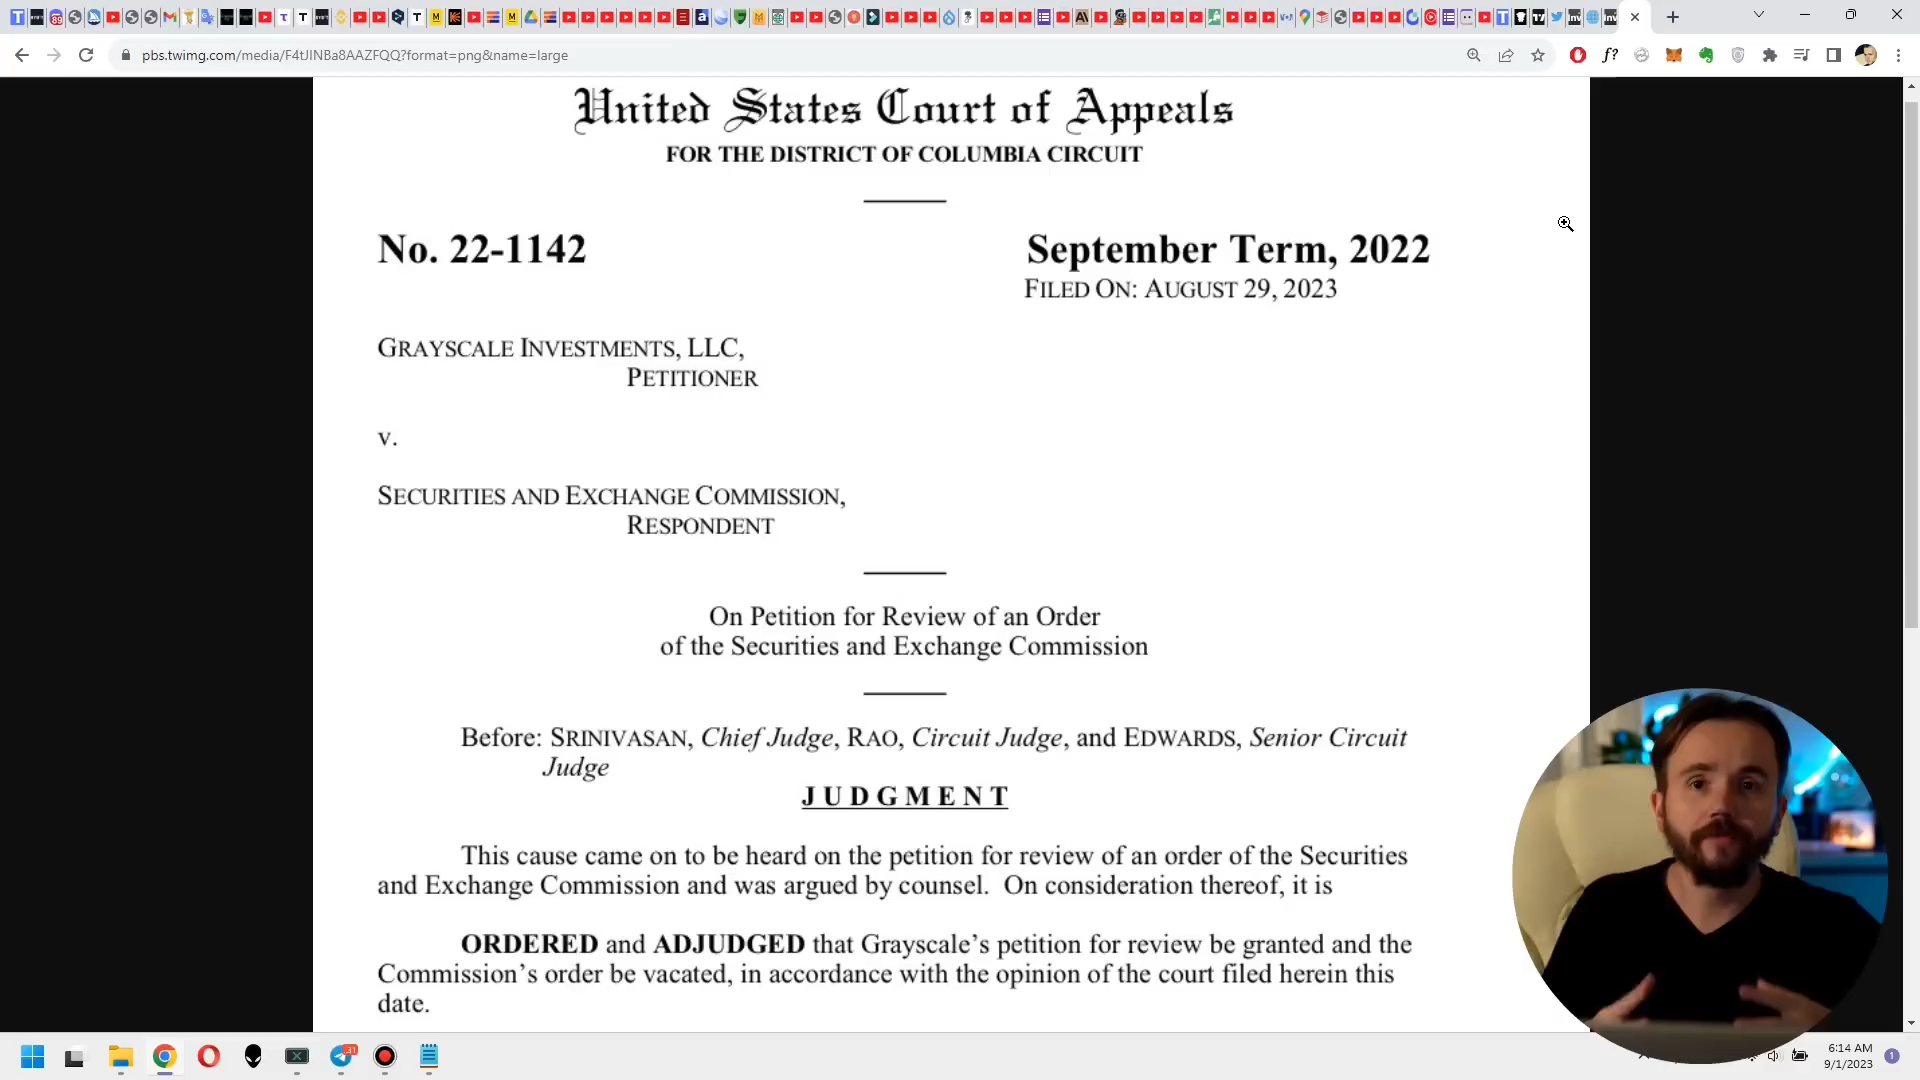 pbs.twimg.com/media/F4tJINBa8AAZFQQ?format=png&name=large
United States Court of Appeals
FOR THE DISTRICT OF COLUMBIA CIRCUIT
No. 22-1142
September Term, 2022
FILED ON: AUGUST 29, 2023
GRAYSCALE INVESTMENTS, LLC,
PETITIONER
v.
SECURITIES AND EXCHANGE COMMISSION,
RESPONDENT
On Petition for Review of an Order
of the Securities and Exchange Commission
Before: SRINIVASAN, Chief Judge, RAO, Circuit Judge, and EDWARDS, Senior Circuit
Judge
J U D G M E N T
This cause came on to be heard on the petition for review of an order of the Securities
and Exchange Commission and was argued by counsel. On consideration thereof, it is
ORDERED and ADJUDGED that Grayscale’s petition for review be granted and the
Commission’s order be vacated, in accordance with the opinion of the court filed herein this
date.
6:14 AM
9/1/2023